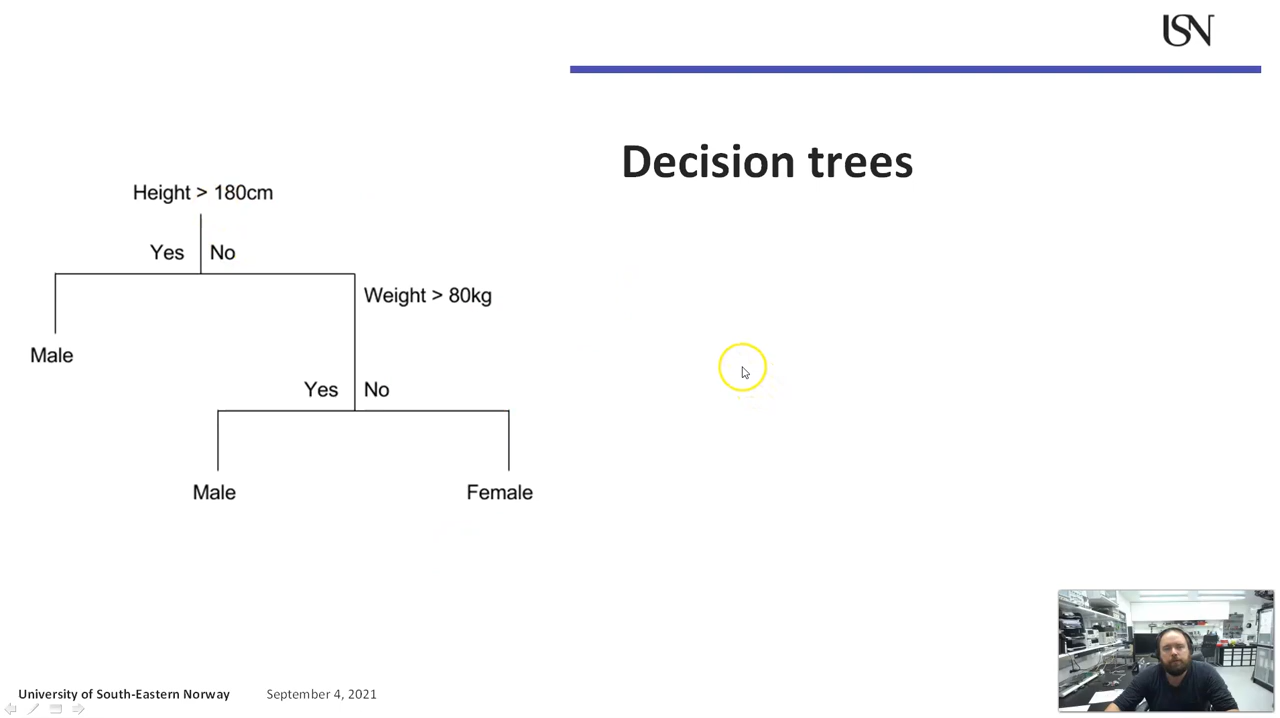 USN
Decision trees
Height > 180cm
Yes No
Weight > 80kg
Male
Yes No
Male Female
University of South-Eastern Norway September 4, 2021